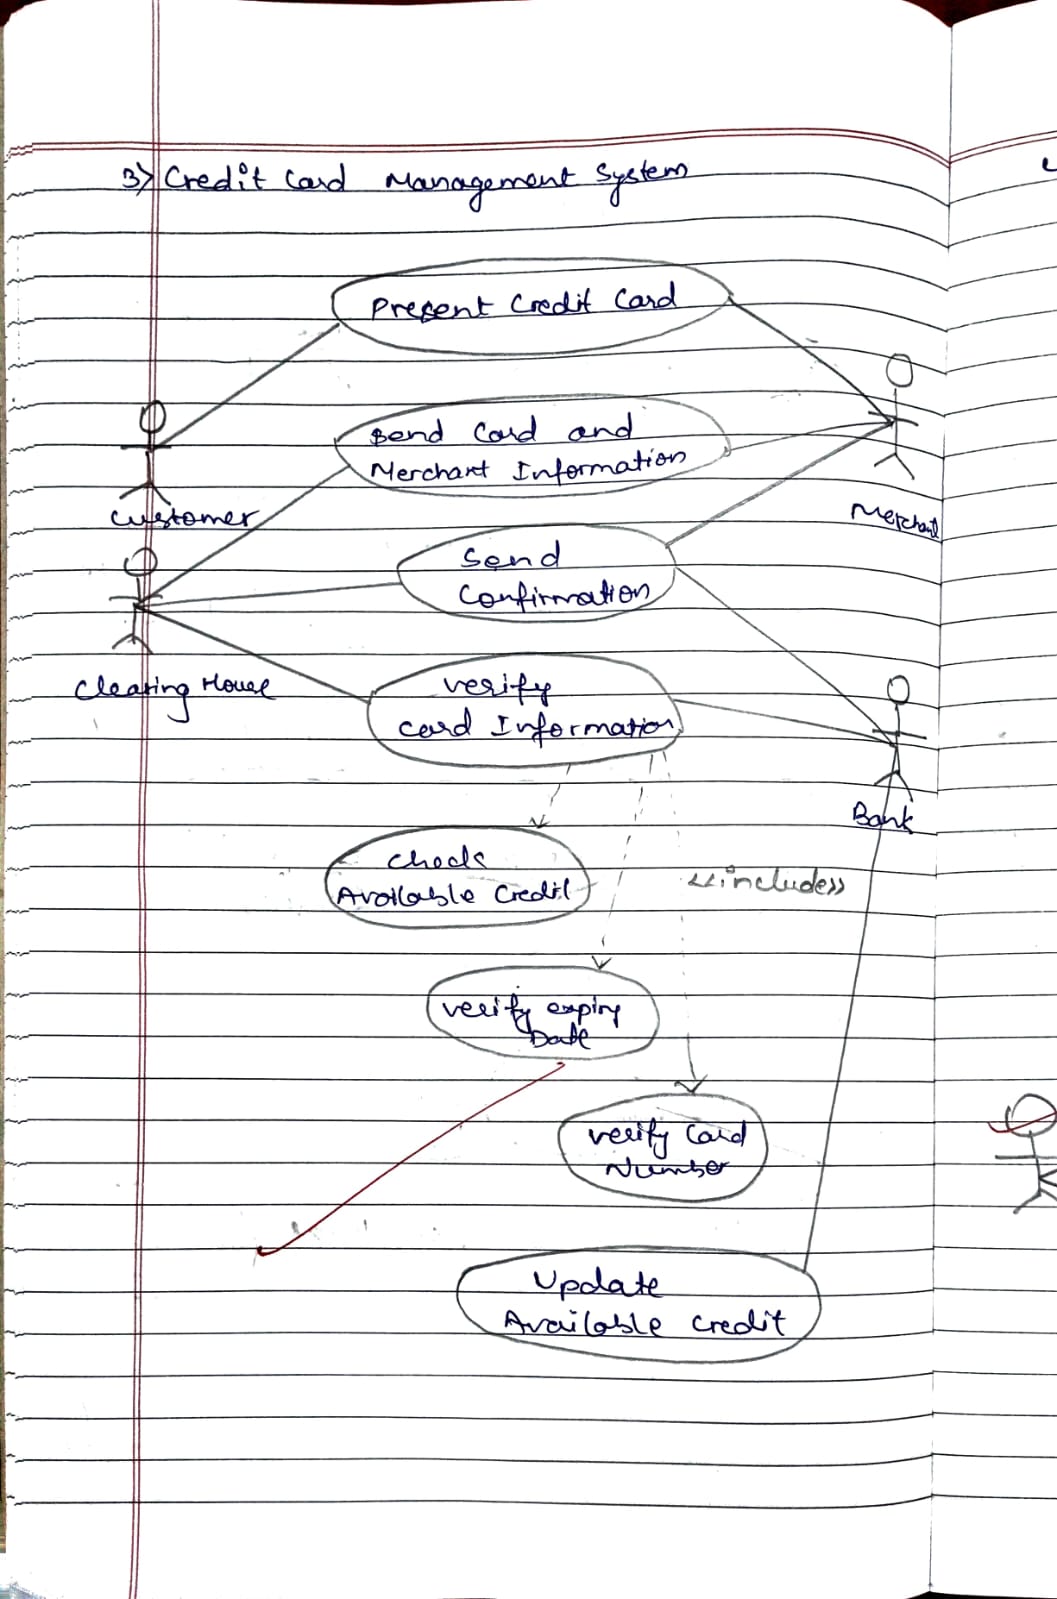 3) Credit Card Management System
Present Credit Card
Send Card and
Merchant Information
Customer
Merchant
Send
Confirmation
Clearing House
verify
card Information
Bank
check
Available Credit
<<includes>>
verify expiry
Date
verify Card
Number
Update
Available credit